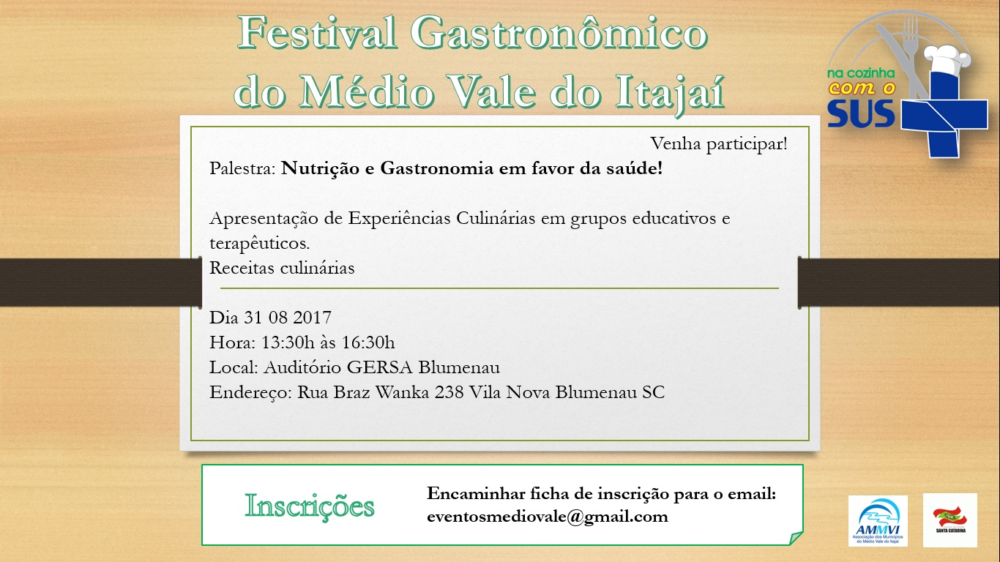 Festival Gastronômico
do Médio Vale do Itajaí
na cozinha
com o
SUS
Venha participar!
Palestra: Nutrição e Gastronomia em favor da saúde!
Apresentação de Experiências Culinárias em grupos educativos e
terapêuticos.
Receitas culinárias
Dia 31 08 2017
Hora: 13:30h às 16:30h
Local: Auditório GERSA Blumenau
Endereço: Rua Braz Wanka 238 Vila Nova Blumenau SC
Inscrições
Encaminhar ficha de inscrição para o email:
eventosmediovale@gmail.com
AMMVI
Associação dos Municípios
do Médio Vale do Itajaí
SANTA CATARINA